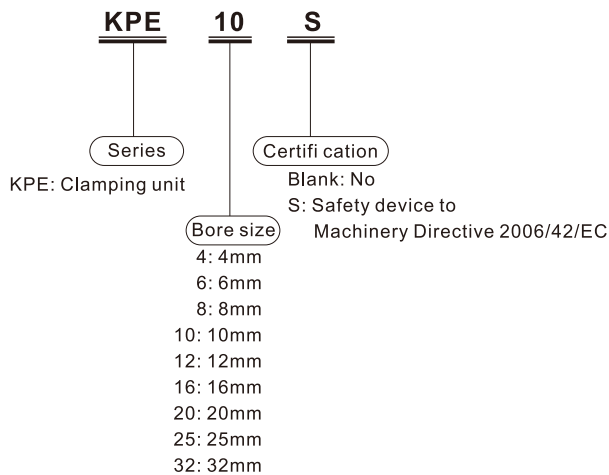 KPE 10 S
Series
KPE: Clamping unit
Certifi cation
Blank: No
S: Safety device to
Machinery Directive 2006/42/EC
Bore size
4: 4mm
6: 6mm
8: 8mm
10: 10mm
12: 12mm
16: 16mm
20: 20mm
25: 25mm
32: 32mm